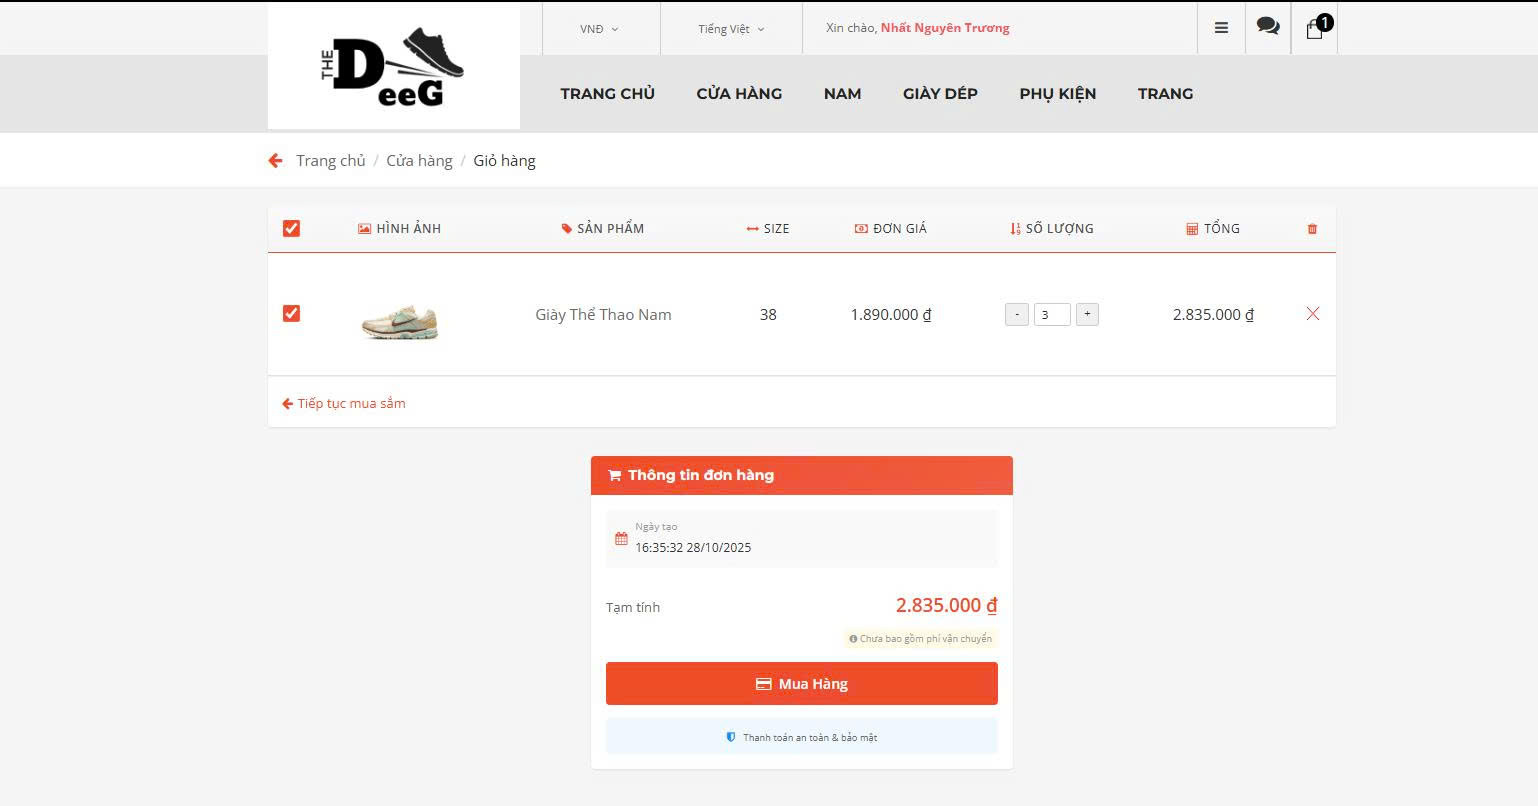 THE DeeG
VNĐ
Tiếng Việt
Xin chào, Nhất Nguyên Trương
1
TRANG CHỦ CỬA HÀNG NAM GIÀY DÉP PHỤ KIỆN TRANG
Trang chủ / Cửa hàng / Giỏ hàng
HÌNH ẢNH SẢN PHẨM SIZE ĐƠN GIÁ SỐ LƯỢNG TỔNG
Giày Thể Thao Nam 38 1.890.000 ₫ - 3 + 2.835.000 ₫
Tiếp tục mua sắm
Thông tin đơn hàng
Ngày tạo
16:35:32 28/10/2025
Tạm tính 2.835.000 ₫
Chưa bao gồm phí vận chuyển
Mua Hàng
Thanh toán an toàn & bảo mật